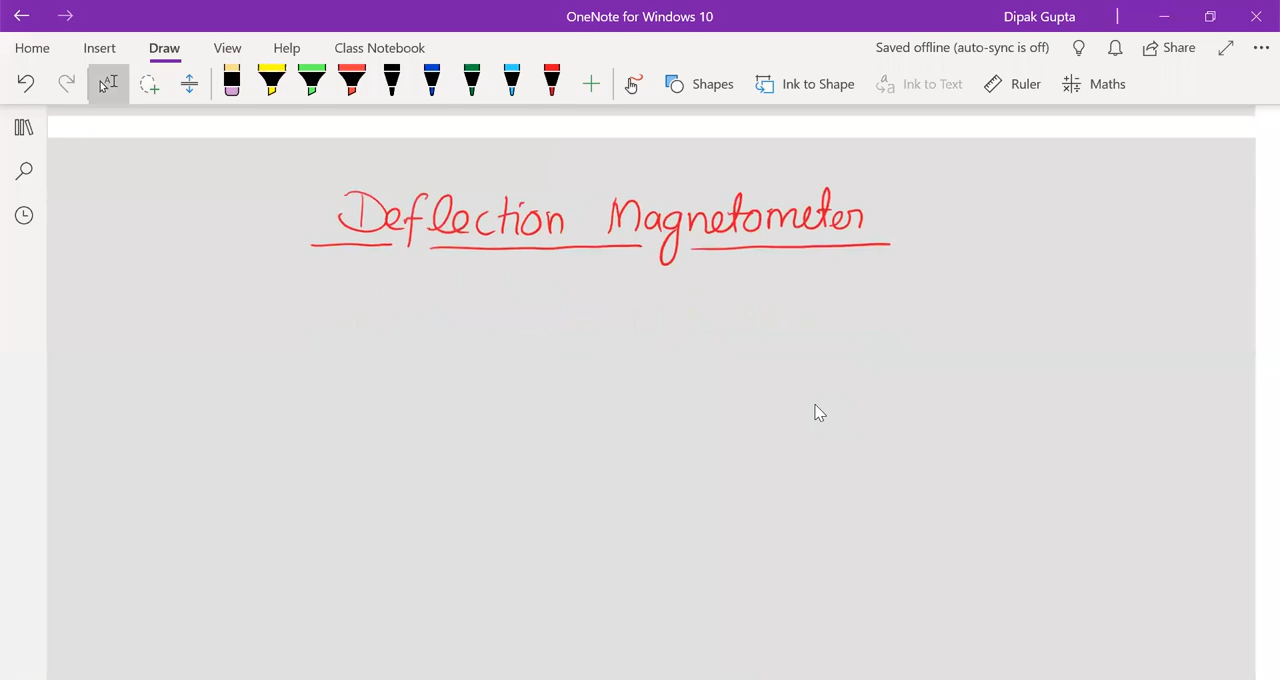 OneNote for Windows 10
Dipak Gupta
Home Insert Draw View Help Class Notebook
Saved offline (auto-sync is off) Share
Shapes Ink to Shape Ink to Text Ruler Maths
Deflection Magnetometer